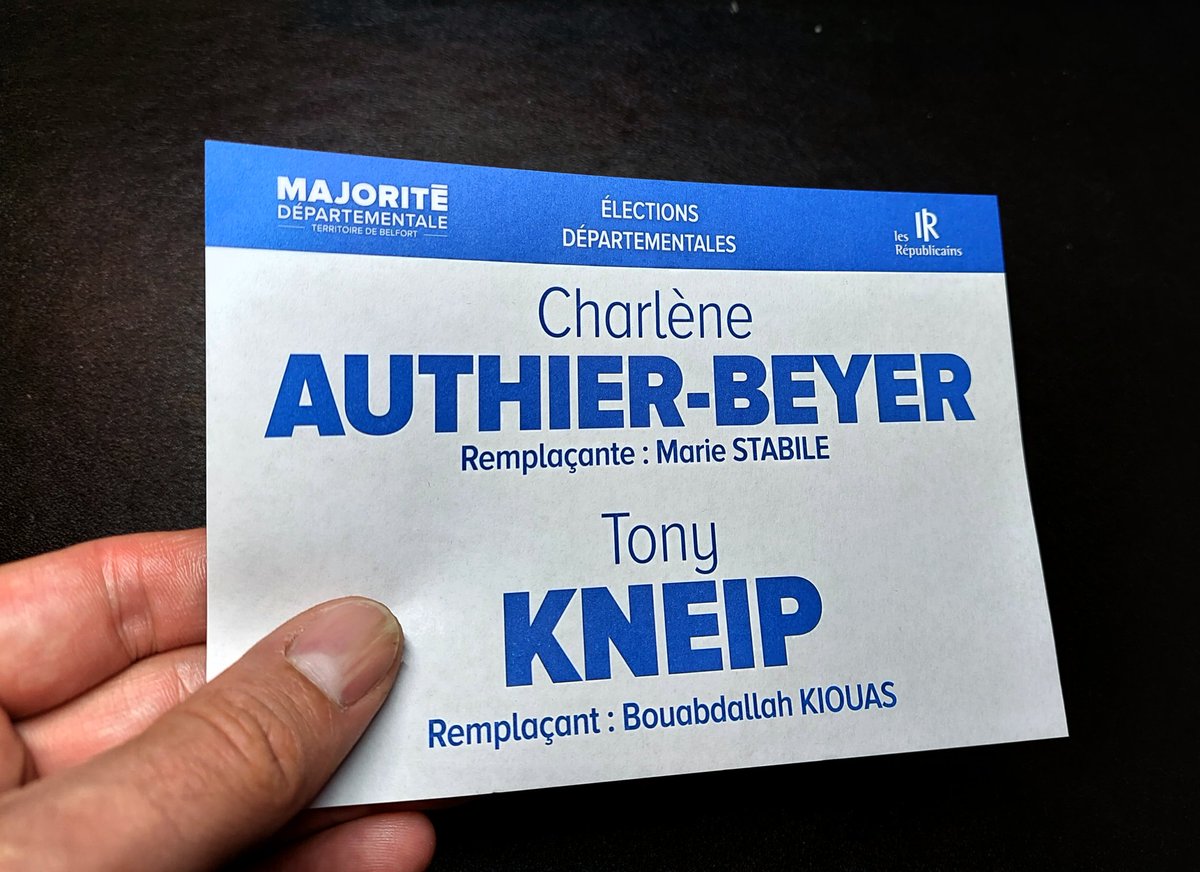 MAJORITÉ
DÉPARTEMENTALE
TERRITOIRE DE BELFORT
ÉLECTIONS
DÉPARTEMENTALES
LR
les
Républicains
Charlène
AUTHIER-BEYER
Remplaçante : Marie STABILE
Tony
KNEIP
Remplaçant : Bouabdallah KIOUAS